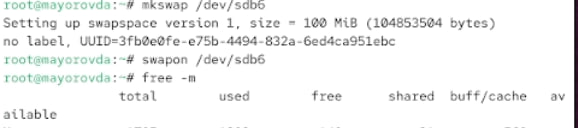 root@mayorovda:~# mkswap /dev/sdb6
Setting up swapspace version 1, size = 100 MiB (104853504 bytes)
no label, UUID=3fb0e0fe-e75b-4494-832a-6ed4ca951ebc
root@mayorovda:~# swapon /dev/sdb6
root@mayorovda:~# free -m
total used free shared buff/cache av
ailable